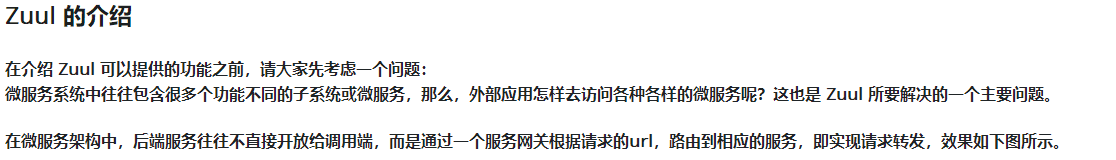 Zuul 的介绍
在介绍 Zuul 可以提供的功能之前，请大家先考虑一个问题：
微服务系统中往往包含很多个功能不同的子系统或微服务，那么，外部应用怎样去访问各种各样的微服务呢？这也是 Zuul 所要解决的一个主要问题。
在微服务架构中，后端服务往往不直接开放给调用端，而是通过一个服务网关根据请求的url，路由到相应的服务，即实现请求转发，效果如下图所示。